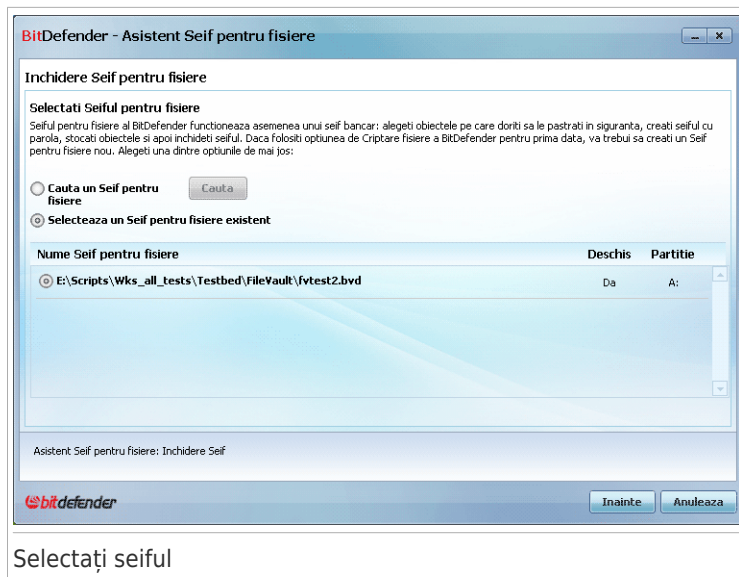 BitDefender - Asistent Seif pentru fisiere
Inchidere Seif pentru fisiere
Selectati Seiful pentru fisiere
Seiful pentru fisiere al BitDefender functioneaza asemenea unui seif bancar: alegeti obiectele pe care doriti sa le pastrati in siguranta, creati seiful cu
parola, stocati obiectele si apoi inchideti seiful. Daca folositi optiunea de Criptare fisiere a BitDefender pentru prima data, va trebui sa creati un Seif
pentru fisiere nou. Alegeti una dintre optiunile de mai jos:
Cauta un Seif pentru
fisiere
Cauta
Selecteaza un Seif pentru fisiere existent
Nume Seif pentru fisiere Deschis Partitie
E:\Scripts\Wks_all_tests\Testbed\FileVault\fvtest2.bvd Da A:
Asistent Seif pentru fisiere: Inchidere Seif
bitdefender
Inainte Anuleaza
Selectați seiful